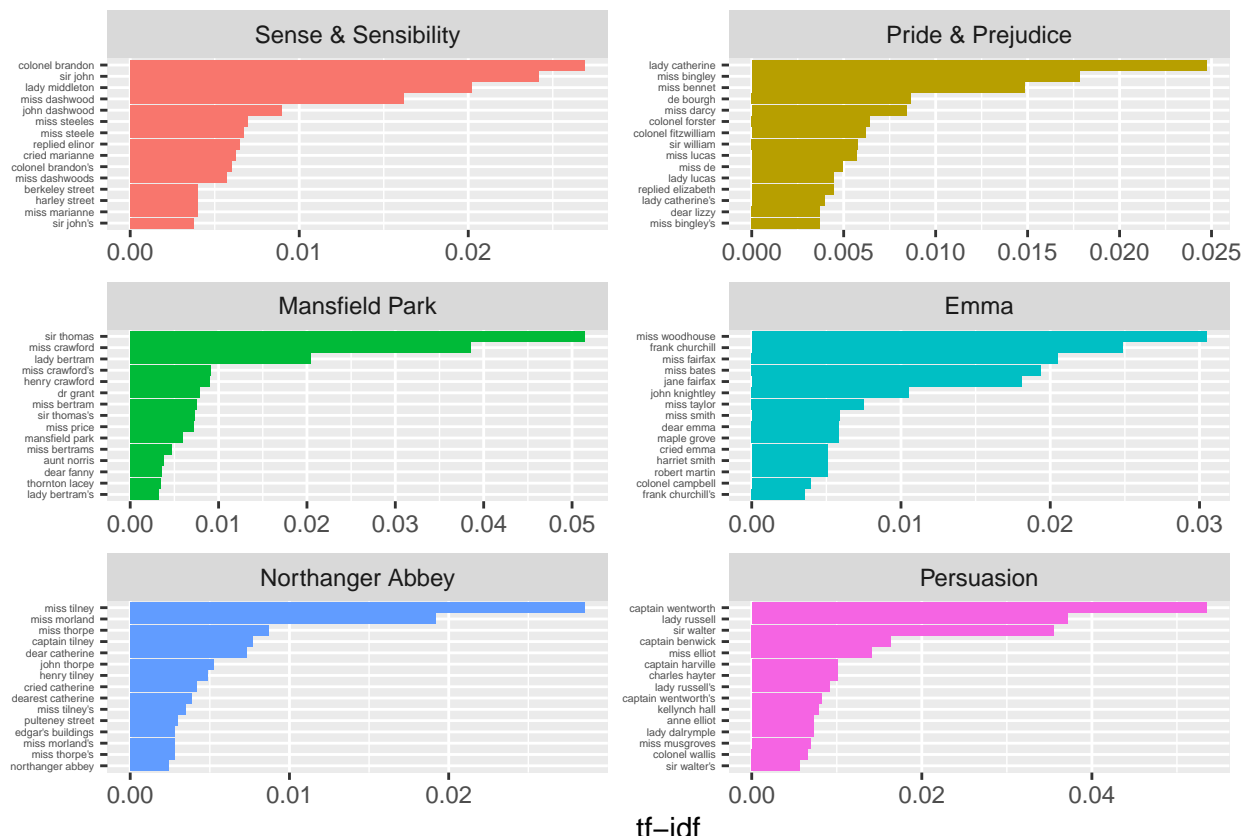 Sense & Sensibility
colonel brandon
sir john
lady middleton
miss dashwood
john dashwood
miss steeles
miss steele
replied elinor
cried marianne
colonel brandon's
miss dashwoods
berkeley street
harley street
miss marianne
sir john's
0.00 0.01 0.02
Pride & Prejudice
lady catherine
miss bingley
miss bennet
de bourgh
miss darcy
colonel forster
colonel fitzwilliam
sir william
miss lucas
miss de
lady lucas
replied elizabeth
lady catherine's
dear lizzy
miss bingley's
0.000 0.005 0.010 0.015 0.020 0.025
Mansfield Park
sir thomas
miss crawford
lady bertram
miss crawford's
henry crawford
dr grant
miss bertram
sir thomas's
miss price
mansfield park
miss bertrams
aunt norris
dear fanny
thornton lacey
lady bertram's
0.00 0.01 0.02 0.03 0.04 0.05
Emma
miss woodhouse
frank churchill
miss fairfax
miss bates
jane fairfax
john knightley
miss taylor
miss smith
dear emma
maple grove
cried emma
harriet smith
robert martin
colonel campbell
frank churchill's
0.00 0.01 0.02 0.03
Northanger Abbey
miss tilney
miss morland
miss thorpe
captain tilney
dear catherine
john thorpe
henry tilney
cried catherine
dearest catherine
miss tilney's
pulteney street
edgar's buildings
miss morland's
miss thorpe's
northanger abbey
0.00 0.01 0.02
Persuasion
captain wentworth
lady russell
sir walter
captain benwick
miss elliot
captain harville
charles hayter
lady russell's
captain wentworth's
kellynch hall
anne elliot
lady dalrymple
miss musgroves
colonel wallis
sir walter's
0.00 0.02 0.04
tf−idf